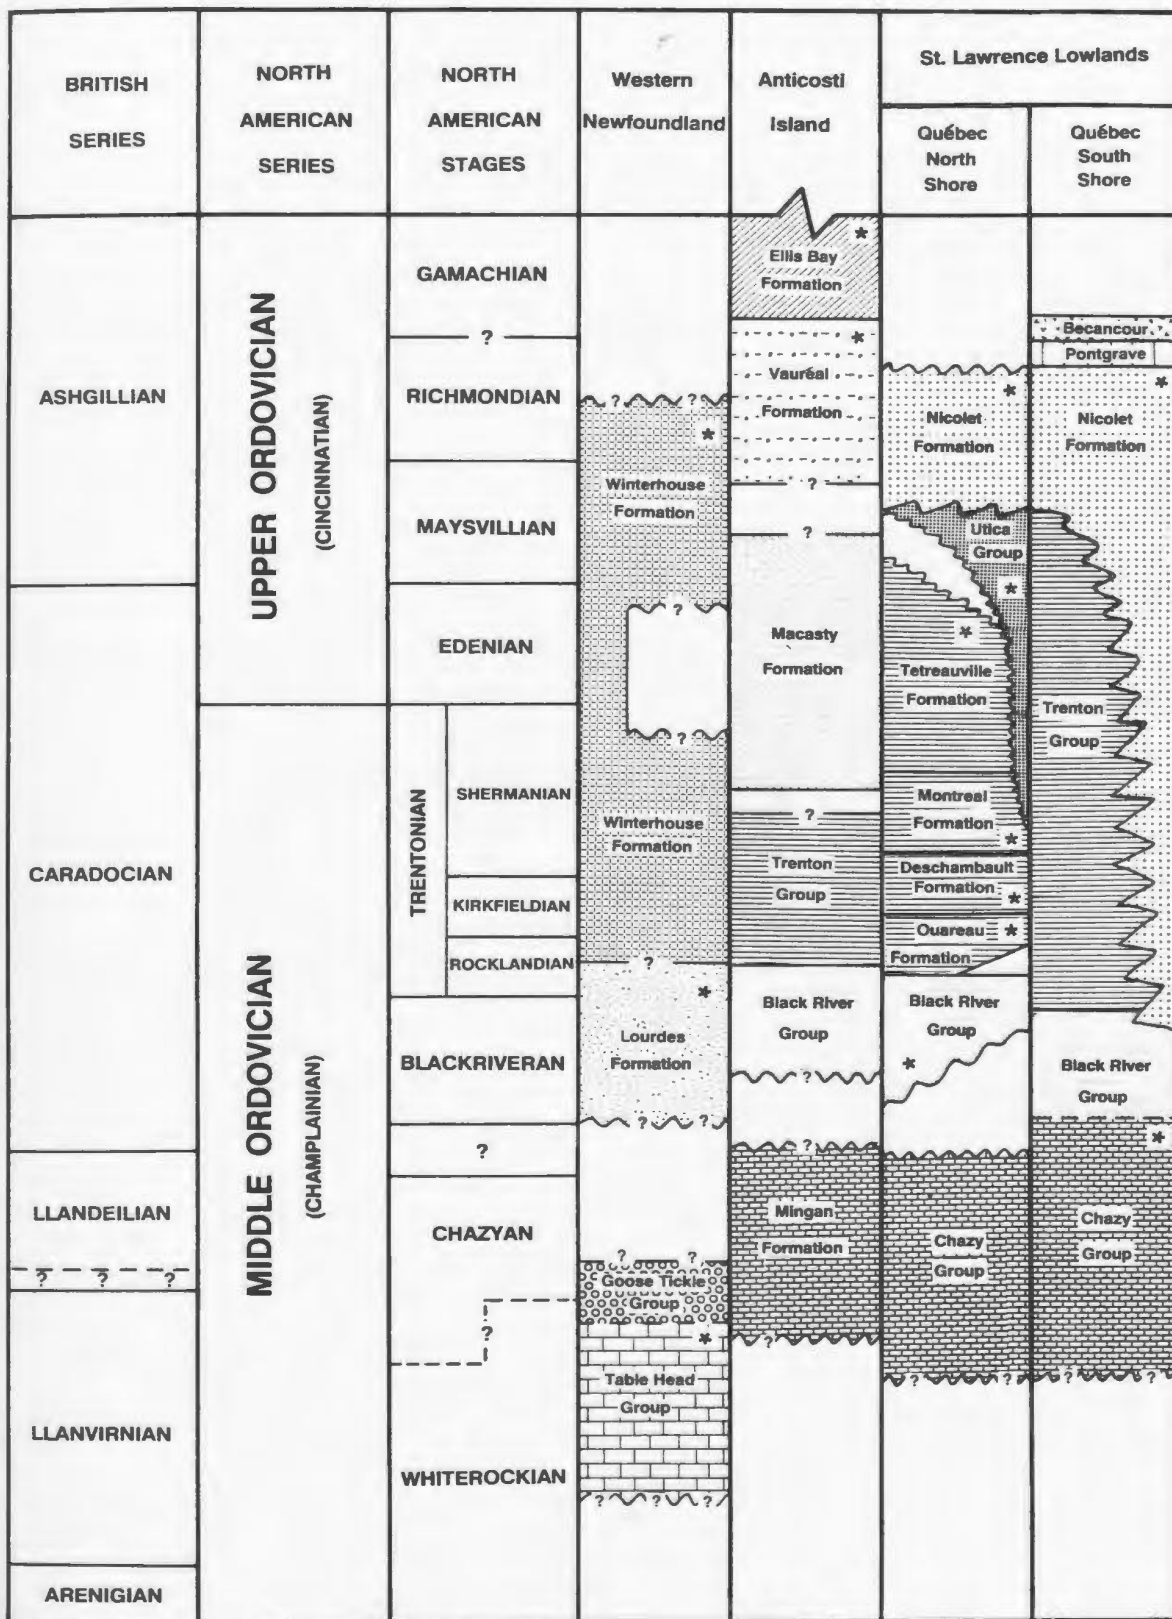 BRITISH
SERIES
NORTH
AMERICAN
SERIES
NORTH
AMERICAN
STAGES
Western
Newfoundland
Anticosti
Island
St. Lawrence Lowlands
Québec
North
Shore
Québec
South
Shore
ASHGILLIAN
CARADOCIAN
LLANDEILIAN
? ? ?
LLANVIRNIAN
ARENIGIAN
UPPER ORDOVICIAN
(CINCINNATIAN)
MIDDLE ORDOVICIAN
(CHAMPLAINIAN)
GAMACHIAN
?
RICHMONDIAN
MAYSVILLIAN
EDENIAN
TRENTONIAN
SHERMANIAN
KIRKFIELDIAN
ROCKLANDIAN
BLACKRIVERAN
?
CHAZYAN
?
WHITEROCKIAN
? ?
*
Winterhouse
Formation
?
?
Winterhouse
Formation
?
*
Lourdes
Formation
? ?
? ?
Goose Tickle
Group
*
Table Head
Group
? ? ?
*
Ellis Bay
Formation
*
Vauréal
Formation
?
?
Macasty
Formation
?
Trenton
Group
Black River
Group
?
?
Mingan
Formation
?
*
Nicolet
Formation
Utica
Group
*
*
Tetreauville
Formation
Montreal
Formation
*
Deschambault
Formation
*
Ouareau *
Formation
Black River
Group
*
Chazy
Group
? ? ?
Becancour
Pontgrave
*
Nicolet
Formation
Trenton
Group
Black River
Group
*
Chazy
Group
? ? ?